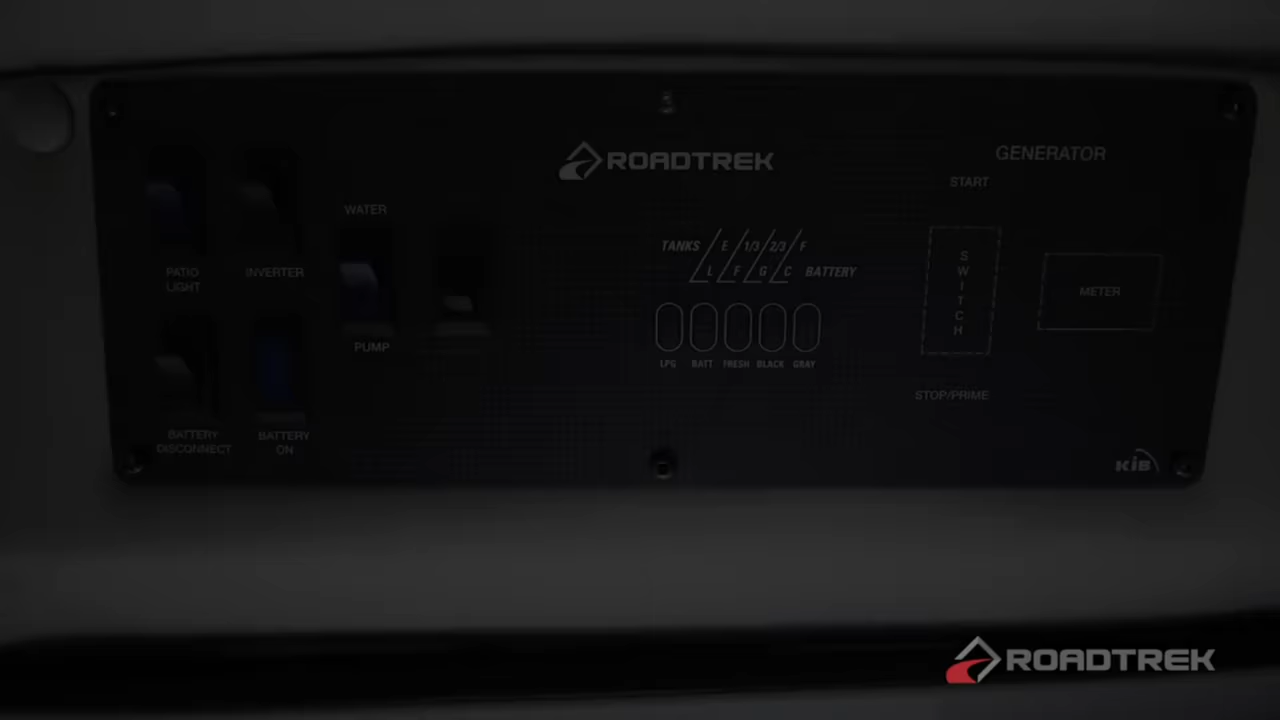 ROADTREK
GENERATOR
START
WATER
TANKS E 1/3 2/3 F
L F G C BATTERY
PATIO
LIGHT
INVERTER
SWITCH
METER
PUMP
LPG BATT FRESH BLACK GRAY
STOP/PRIME
BATTERY
DISCONNECT
BATTERY
ON
KIB
ROADTREK